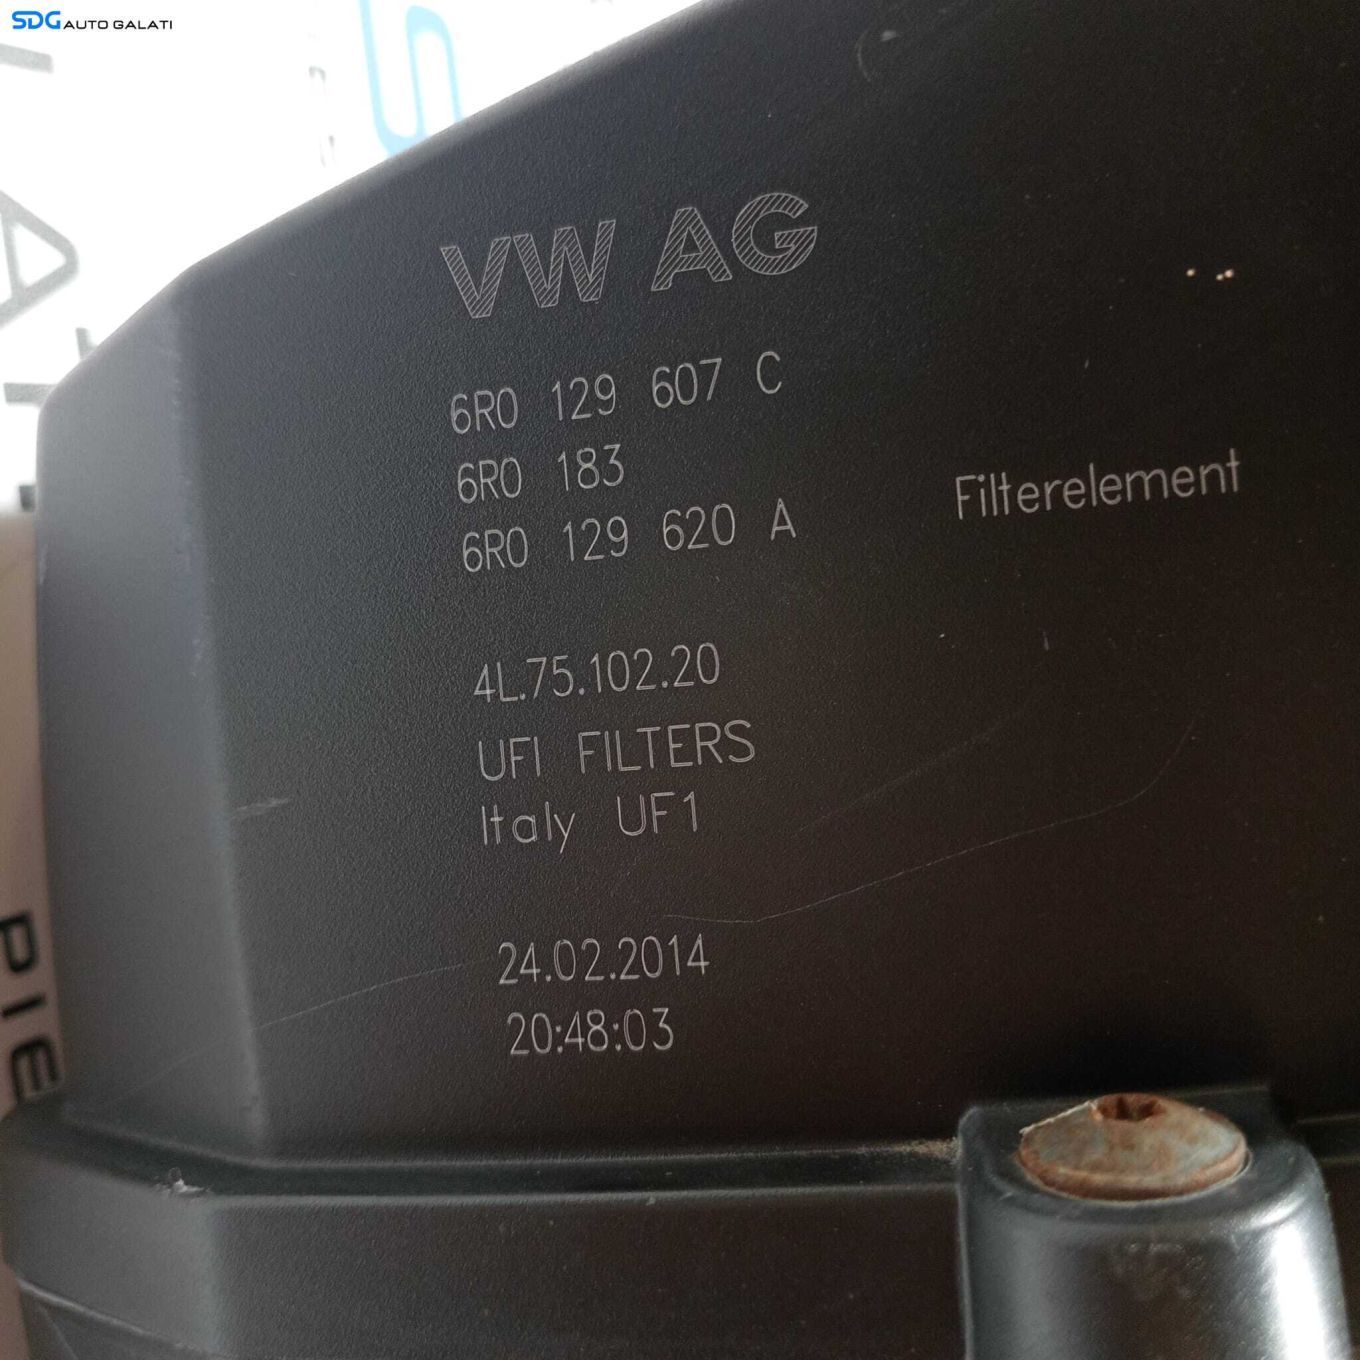 SDG AUTO GALATI
VW AG
6R0 129 607 C
6R0 183
6R0 129 620 A Filterelement
4L.75.102.20
UFI FILTERS
Italy UF1
24.02.2014
20:48:03
PIE